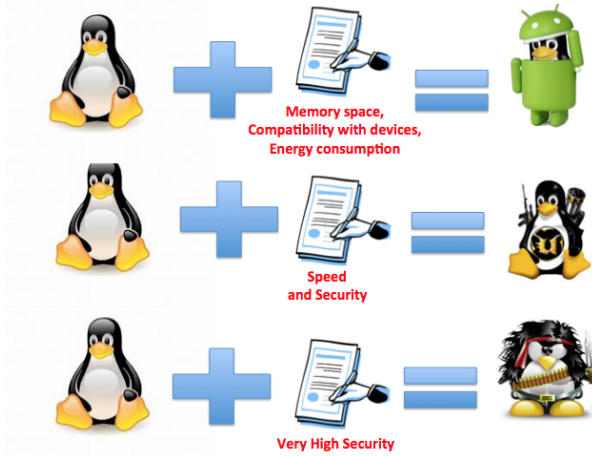 Memory space,
Compatibility with devices,
Energy consumption
Speed
and Security
Very High Security